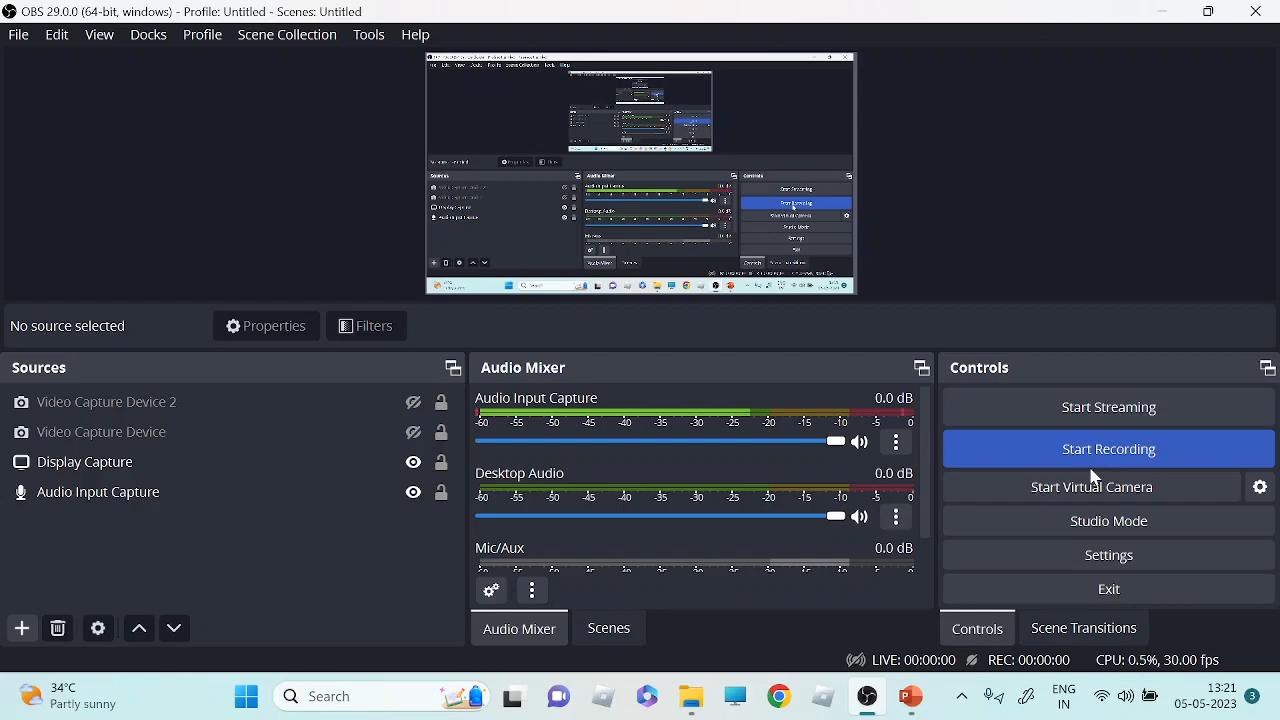 OBS 29.0.0 (64-bit, windows) - Profile: Untitled - Scenes: Untitled
File Edit View Docks Profile Scene Collection Tools Help
No source selected Properties Filters
Sources
Video Capture Device 2
Video Capture Device
Display Capture
Audio Input Capture
Audio Mixer
Audio Input Capture 0.0 dB
-60 -55 -50 -45 -40 -35 -30 -25 -20 -15 -10 -5 0
Desktop Audio 0.0 dB
-60 -55 -50 -45 -40 -35 -30 -25 -20 -15 -10 -5 0
Mic/Aux 0.0 dB
Audio Mixer Scenes
Controls
Start Streaming
Start Recording
Start Virtual Camera
Studio Mode
Settings
Exit
Controls Scene Transitions
LIVE: 00:00:00 REC: 00:00:00 CPU: 0.5%, 30.00 fps
34°C
Partly sunny
Search
ENG
IN
13:21
05-05-2023
3